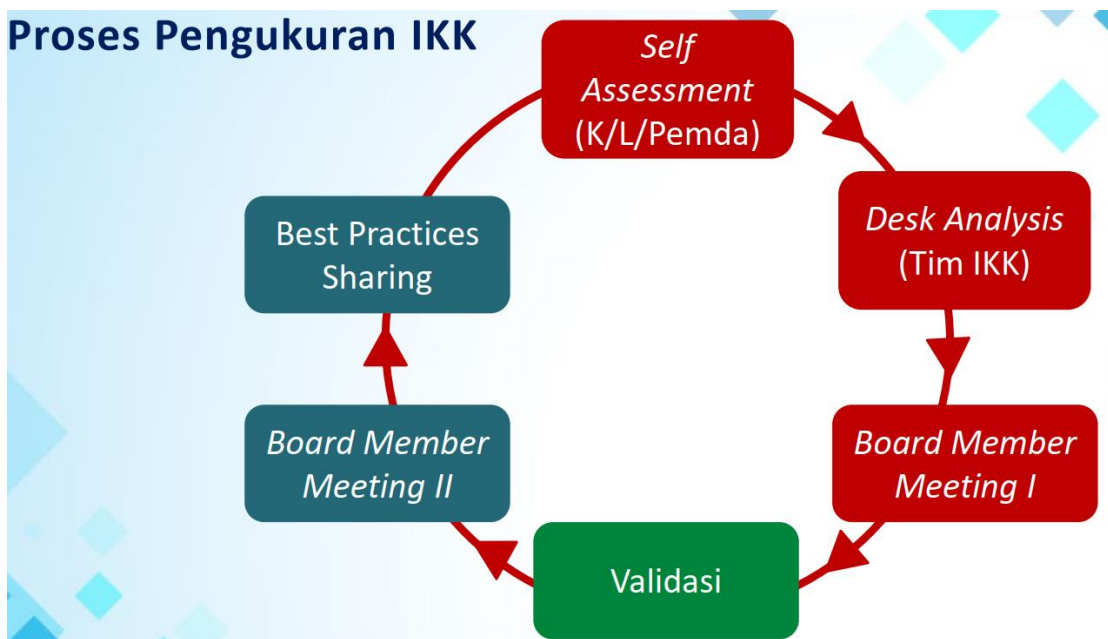 Proses Pengukuran IKK
Self
Assessment
(K/L/Pemda)
Desk Analysis
(Tim IKK)
Board Member
Meeting I
Validasi
Board Member
Meeting II
Best Practices
Sharing